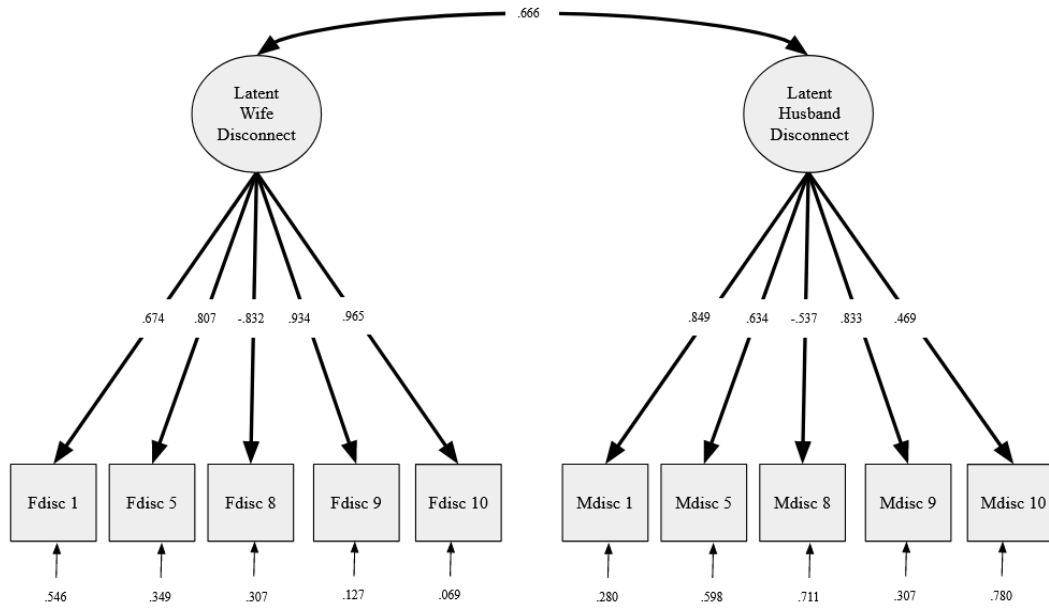 .666
Latent
Wife
Disconnect
Latent
Husband
Disconnect
.674 .807 -.832 .934 .965
.849 .634 -.537 .833 .469
Fdisc 1 Fdisc 5 Fdisc 8 Fdisc 9 Fdisc 10
Mdisc 1 Mdisc 5 Mdisc 8 Mdisc 9 Mdisc 10
.546 .349 .307 .127 .069
.280 .598 .711 .307 .780